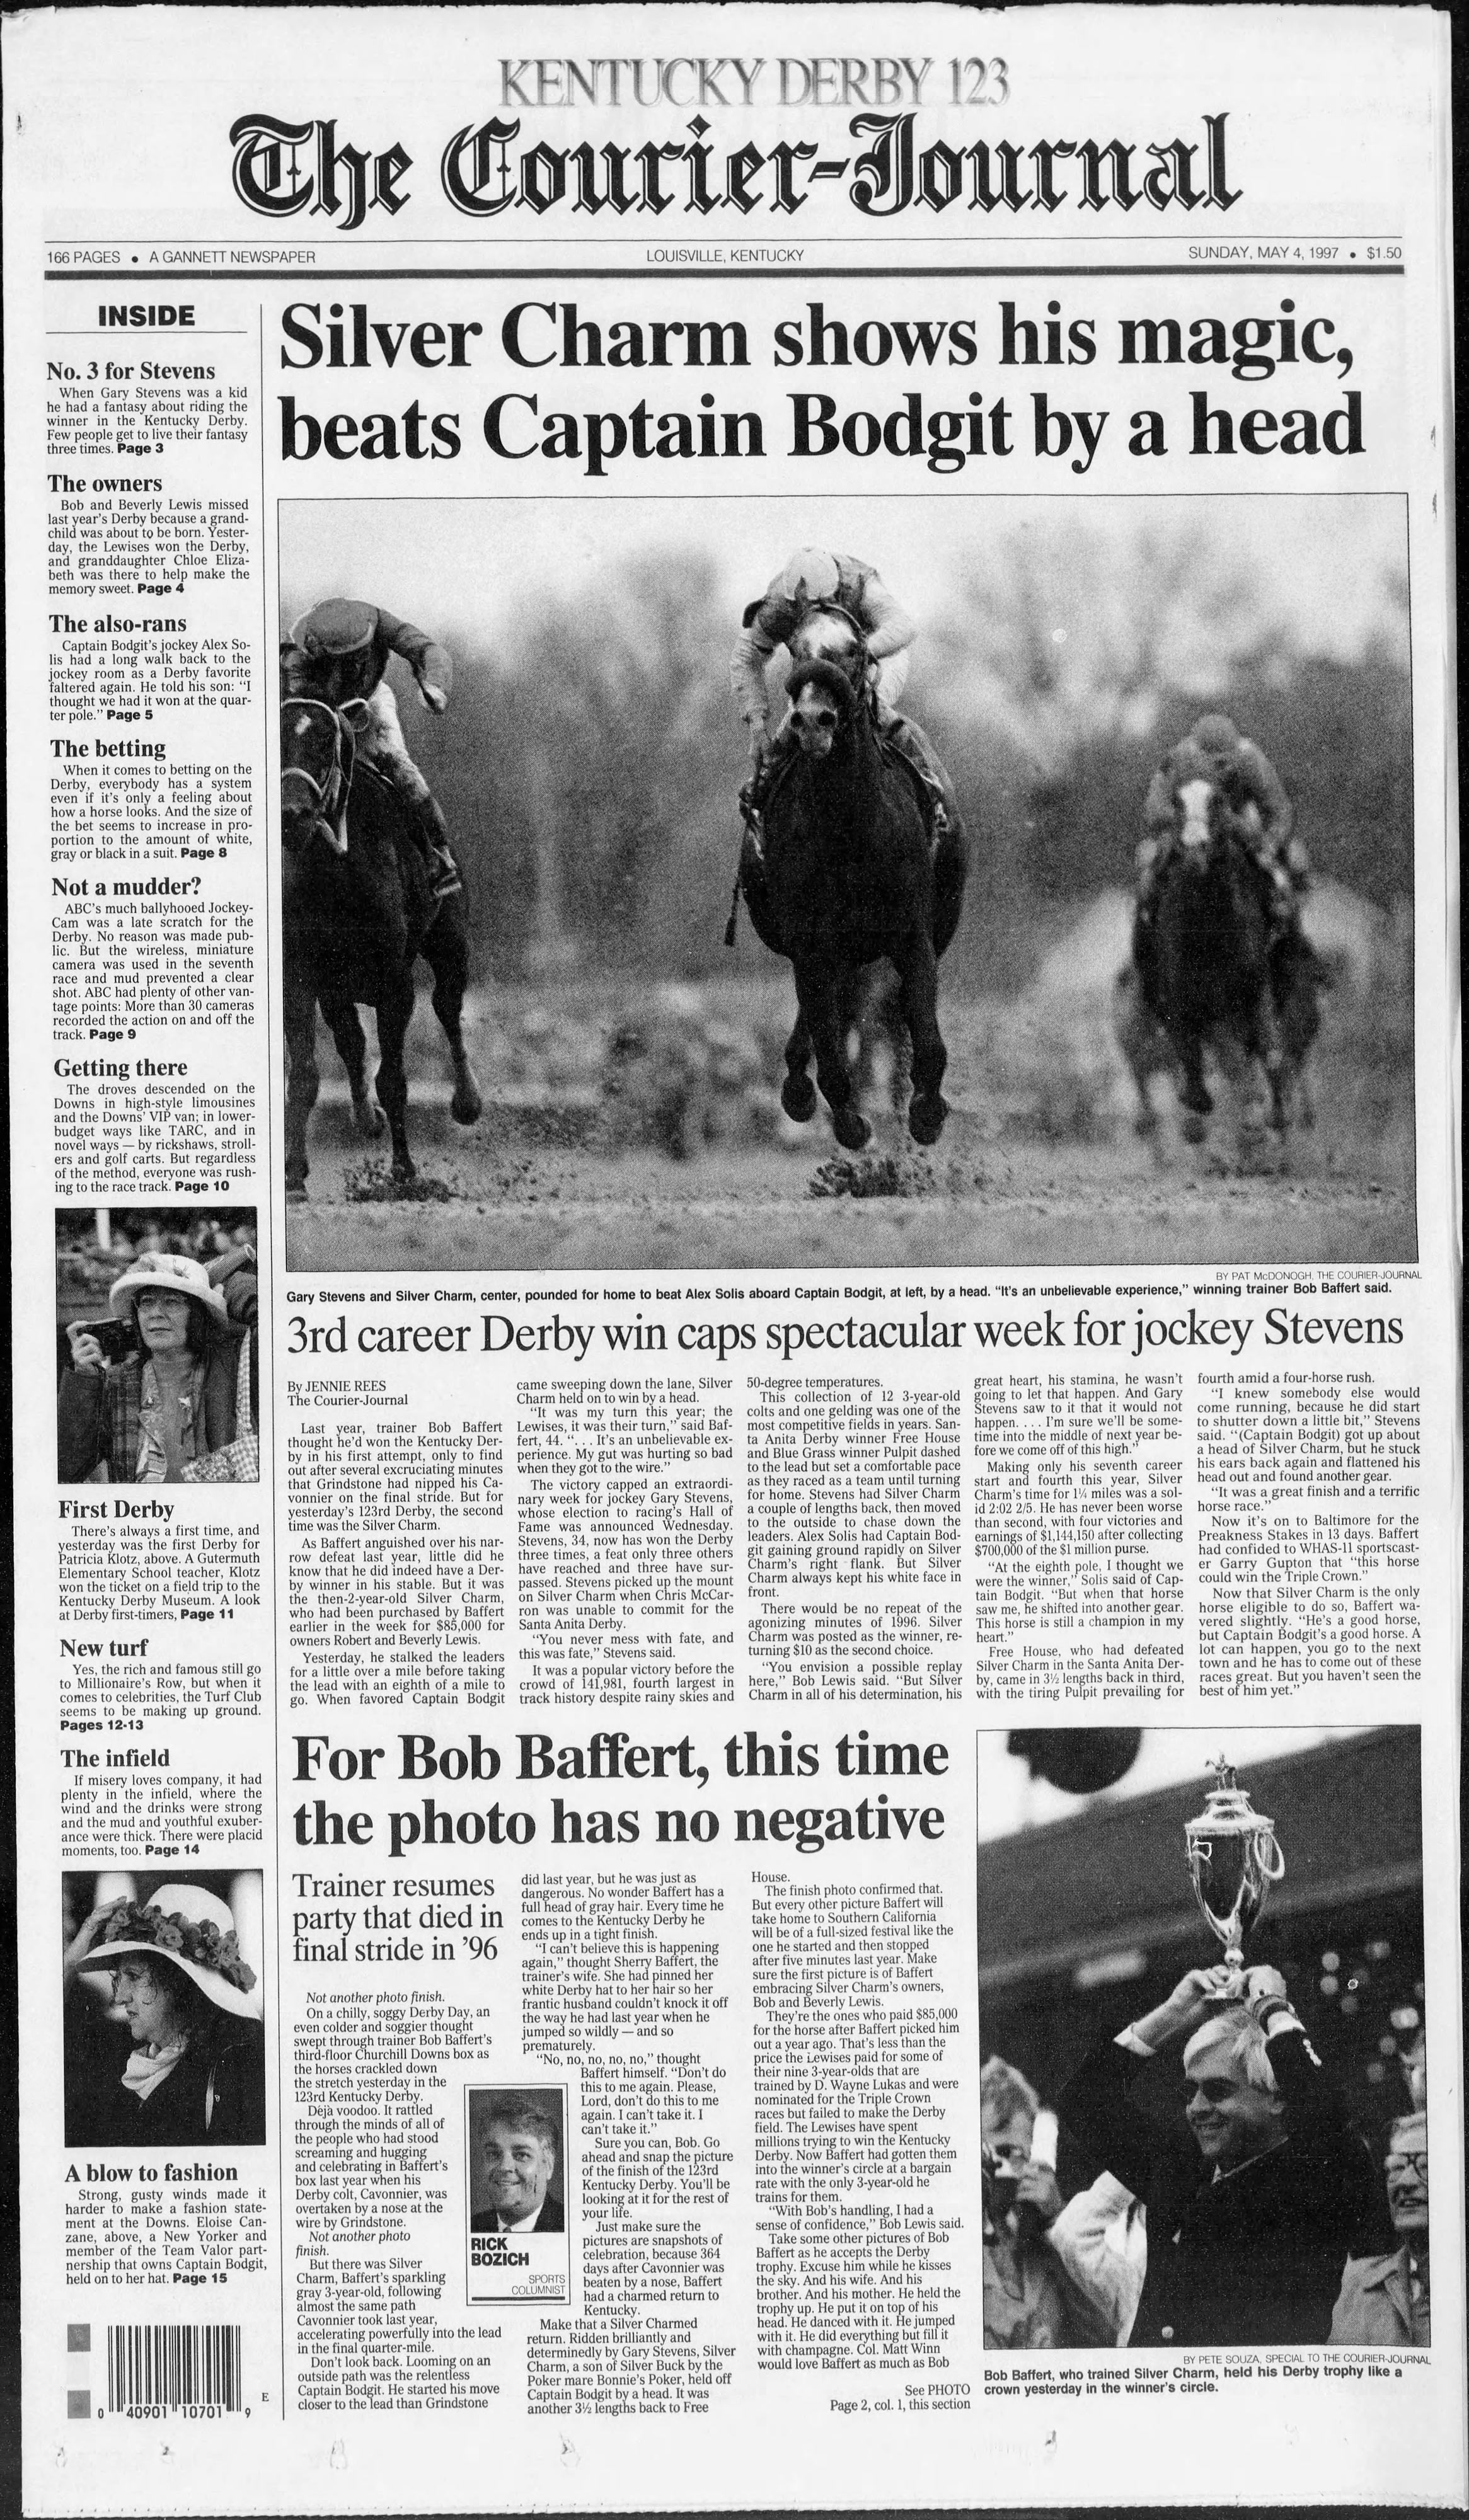 KENTUCKY DERBY 123
The Courier-Journal
166 PAGES • A GANNETT NEWSPAPER
LOUISVILLE, KENTUCKY
SUNDAY, MAY 4, 1997 • $1.50
INSIDE
No. 3 for Stevens
When Gary Stevens was a kid
he had a fantasy about riding the
winner in the Kentucky Derby.
Few people get to live their fantasy
three times. Page 3
The owners
Bob and Beverly Lewis missed
last year's Derby because a grand-
child was about to be born. Yester-
day, the Lewises won the Derby,
and granddaughter Chloe Eliza-
beth was there to help make the
memory sweet. Page 4
The also-rans
Captain Bodgit's jockey Alex So-
lis had a long walk back to the
jockey room as a Derby favorite
faltered again. He told his son: "I
thought we had it won at the quar-
ter pole." Page 5
The betting
When it comes to betting on the
Derby, everybody has a system
even if it's only a feeling about
how a horse looks. And the size of
the bet seems to increase in pro-
portion to the amount of white,
gray or black in a suit. Page 8
Not a mudder?
ABC's much ballyhooed Jockey-
Cam was a late scratch for the
Derby. No reason was made pub-
lic. But the wireless, miniature
camera was used in the seventh
race and mud prevented a clear
shot. ABC had plenty of other van-
tage points: More than 30 cameras
recorded the action on and off the
track. Page 9
Getting there
The droves descended on the
Downs in high-style limousines
and the Downs' VIP van; in lower-
budget ways like TARC, and in
novel ways — by rickshaws, stroll-
ers and golf carts. But regardless
of the method, everyone was rush-
ing to the race track. Page 10
First Derby
There's always a first time, and
yesterday was the first Derby for
Patricia Klotz, above. A Gutermuth
Elementary School teacher, Klotz
won the ticket on a field trip to the
Kentucky Derby Museum. A look
at Derby first-timers, Page 11
New turf
Yes, the rich and famous still go
to Millionaire's Row, but when it
comes to celebrities, the Turf Club
seems to be making up ground.
Pages 12-13
The infield
If misery loves company, it had
plenty in the infield, where the
wind and the drinks were strong
and the mud and youthful exuber-
ance were thick. There were placid
moments, too. Page 14
A blow to fashion
Strong, gusty winds made it
harder to make a fashion state-
ment at the Downs. Eloise Can-
zane, above, a New Yorker and
member of the Team Valor part-
nership that owns Captain Bodgit,
held on to her hat. Page 15
0 40901 10701 9
E
Silver Charm shows his magic,
beats Captain Bodgit by a head
BY PAT McDONOGH, THE COURIER-JOURNAL
Gary Stevens and Silver Charm, center, pounded for home to beat Alex Solis aboard Captain Bodgit, at left, by a head. "It's an unbelievable experience," winning trainer Bob Baffert said.
3rd career Derby win caps spectacular week for jockey Stevens
By JENNIE REES
The Courier-Journal
Last year, trainer Bob Baffert
thought he'd won the Kentucky Der-
by in his first attempt, only to find
out after several excruciating minutes
that Grindstone had nipped his Ca-
vonnier on the final stride. But for
yesterday's 123rd Derby, the second
time was the Silver Charm.
As Baffert anguished over his nar-
row defeat last year, little did he
know that he did indeed have a Der-
by winner in his stable. But it was
the then-2-year-old Silver Charm,
who had been purchased by Baffert
earlier in the week for $85,000 for
owners Robert and Beverly Lewis.
Yesterday, he stalked the leaders
for a little over a mile before taking
the lead with an eighth of a mile to
go. When favored Captain Bodgit
came sweeping down the lane, Silver
Charm held on to win by a head.
"It was my turn this year; the
Lewises, it was their turn," said Baf-
fert, 44. ". . . It's an unbelievable ex-
perience. My gut was hurting so bad
when they got to the wire."
The victory capped an extraordi-
nary week for jockey Gary Stevens,
whose election to racing's Hall of
Fame was announced Wednesday.
Stevens, 34, now has won the Derby
three times, a feat only three others
have reached and three have sur-
passed. Stevens picked up the mount
on Silver Charm when Chris McCar-
ron was unable to commit for the
Santa Anita Derby.
"You never mess with fate, and
this was fate," Stevens said.
It was a popular victory before the
crowd of 141,981, fourth largest in
track history despite rainy skies and
50-degree temperatures.
This collection of 12 3-year-old
colts and one gelding was one of the
most competitive fields in years. San-
ta Anita Derby winner Free House
and Blue Grass winner Pulpit dashed
to the lead but set a comfortable pace
as they raced as a team until turning
for home. Stevens had Silver Charm
a couple of lengths back, then moved
to the outside to chase down the
leaders. Alex Solis had Captain Bod-
git gaining ground rapidly on Silver
Charm's right flank. But Silver
Charm always kept his white face in
front.
There would be no repeat of the
agonizing minutes of 1996. Silver
Charm was posted as the winner, re-
turning $10 as the second choice.
"You envision a possible replay
here," Bob Lewis said. "But Silver
Charm in all of his determination, his
great heart, his stamina, he wasn't
going to let that happen. And Gary
Stevens saw to it that it would not
happen. . . . I'm sure we'll be some-
time into the middle of next year be-
fore we come off of this high."
Making only his seventh career
start and fourth this year, Silver
Charm's time for 1¼ miles was a sol-
id 2:02 2/5. He has never been worse
than second, with four victories and
earnings of $1,144,150 after collecting
$700,000 of the $1 million purse.
"At the eighth pole, I thought we
were the winner," Solis said of Cap-
tain Bodgit. "But when that horse
saw me, he shifted into another gear.
This horse is still a champion in my
heart."
Free House, who had defeated
Silver Charm in the Santa Anita Der-
by, came in 3½ lengths back in third,
with the tiring Pulpit prevailing for
fourth amid a four-horse rush.
"I knew somebody else would
come running, because he did start
to shutter down a little bit," Stevens
said. "(Captain Bodgit) got up about
a head of Silver Charm, but he stuck
his ears back again and flattened his
head out and found another gear.
"It was a great finish and a terrific
horse race."
Now it's on to Baltimore for the
Preakness Stakes in 13 days. Baffert
had confided to WHAS-11 sportscast-
er Garry Gupton that "this horse
could win the Triple Crown."
Now that Silver Charm is the only
horse eligible to do so, Baffert wa-
vered slightly. "He's a good horse,
but Captain Bodgit's a good horse. A
lot can happen, you go to the next
town and he has to come out of these
races great. But you haven't seen the
best of him yet."
For Bob Baffert, this time
the photo has no negative
Trainer resumes
party that died in
final stride in '96
Not another photo finish.
On a chilly, soggy Derby Day, an
even colder and soggier thought
swept through trainer Bob Baffert's
third-floor Churchill Downs box as
the horses crackled down
the stretch yesterday in the
123rd Kentucky Derby.
Déjà voodoo. It rattled
through the minds of all of
the people who had stood
screaming and hugging
and celebrating in Baffert's
box last year when his
Derby colt, Cavonnier, was
overtaken by a nose at the
wire by Grindstone.
Not another photo
finish.
But there was Silver
Charm, Baffert's sparkling
gray 3-year-old, following
almost the same path
Cavonnier took last year,
accelerating powerfully into the lead
in the final quarter-mile.
Don't look back. Looming on an
outside path was the relentless
Captain Bodgit. He started his move
closer to the lead than Grindstone
RICK
BOZICH
SPORTS
COLUMNIST
did last year, but he was just as
dangerous. No wonder Baffert has a
full head of gray hair. Every time he
comes to the Kentucky Derby he
ends up in a tight finish.
"I can't believe this is happening
again," thought Sherry Baffert, the
trainer's wife. She had pinned her
white Derby hat to her hair so her
frantic husband couldn't knock it off
the way he had last year when he
jumped so wildly — and so
prematurely.
"No, no, no, no, no," thought
Baffert himself. "Don't do
this to me again. Please,
Lord, don't do this to me
again. I can't take it. I
can't take it."
Sure you can, Bob. Go
ahead and snap the picture
of the finish of the 123rd
Kentucky Derby. You'll be
looking at it for the rest of
your life.
Just make sure the
pictures are snapshots of
celebration, because 364
days after Cavonnier was
beaten by a nose, Baffert
had a charmed return to
Kentucky.
Make that a Silver Charmed
return. Ridden brilliantly and
determinedly by Gary Stevens, Silver
Charm, a son of Silver Buck by the
Poker mare Bonnie's Poker, held off
Captain Bodgit by a head. It was
another 3½ lengths back to Free
House.
The finish photo confirmed that.
But every other picture Baffert will
take home to Southern California
will be of a full-sized festival like the
one he started and then stopped
after five minutes last year. Make
sure the first picture is of Baffert
embracing Silver Charm's owners,
Bob and Beverly Lewis.
They're the ones who paid $85,000
for the horse after Baffert picked him
out a year ago. That's less than the
price the Lewises paid for some of
their nine 3-year-olds that are
trained by D. Wayne Lukas and were
nominated for the Triple Crown
races but failed to make the Derby
field. The Lewises have spent
millions trying to win the Kentucky
Derby. Now Baffert had gotten them
into the winner's circle at a bargain
rate with the only 3-year-old he
trains for them.
"With Bob's handling, I had a
sense of confidence," Bob Lewis said.
Take some other pictures of Bob
Baffert as he accepts the Derby
trophy. Excuse him while he kisses
the sky. And his wife. And his
brother. And his mother. He held the
trophy up. He put it on top of his
head. He danced with it. He jumped
with it. He did everything but fill it
with champagne. Col. Matt Winn
would love Baffert as much as Bob
See PHOTO
Page 2, col. 1, this section
BY PETE SOUZA, SPECIAL TO THE COURIER-JOURNAL
Bob Baffert, who trained Silver Charm, held his Derby trophy like a
crown yesterday in the winner's circle.